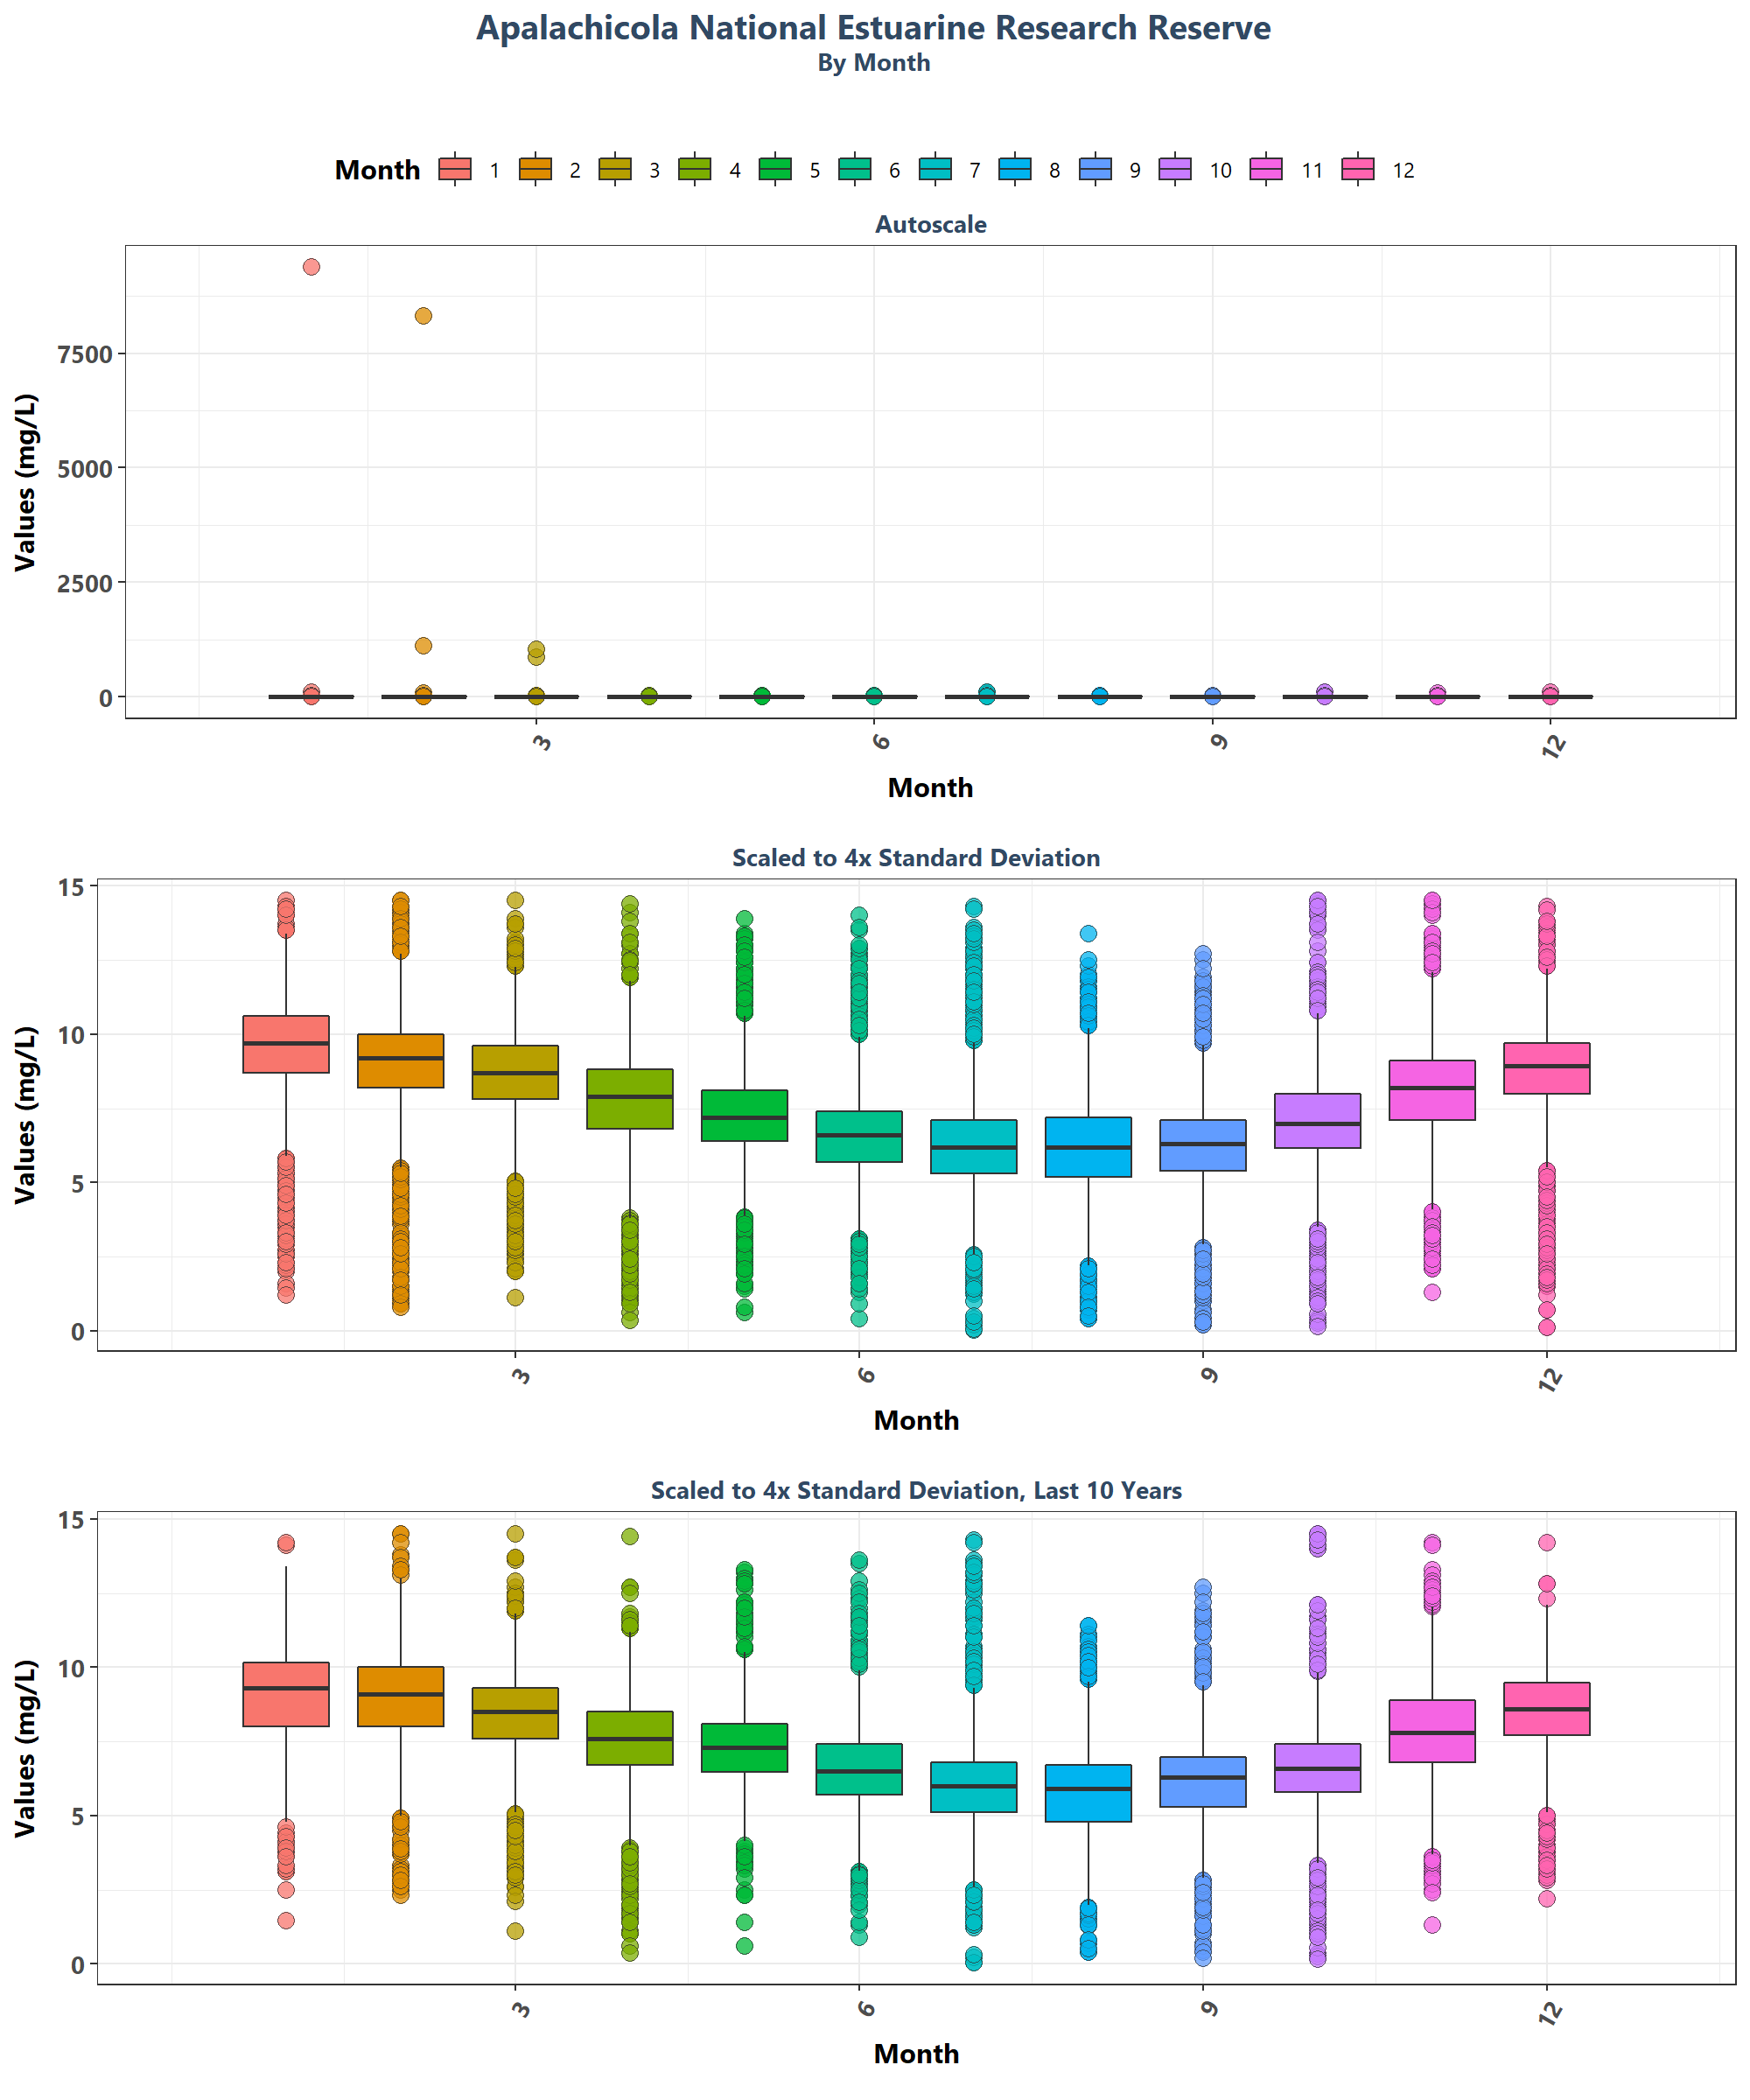 Apalachicola National Estuarine Research Reserve
By Month
Month 1 2 3 4 5 6 7 8 9 10 11 12
Autoscale
Values (mg/L)
7500
5000
2500
0
3 6 9 12
Month
Scaled to 4x Standard Deviation
Values (mg/L)
15
10
5
0
3 6 9 12
Month
Scaled to 4x Standard Deviation, Last 10 Years
Values (mg/L)
15
10
5
0
3 6 9 12
Month